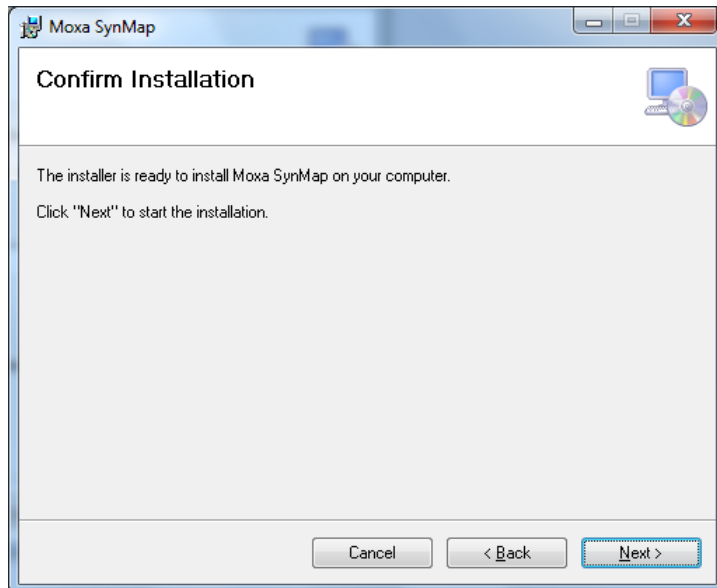 Moxa SynMap
Confirm Installation
The installer is ready to install Moxa SynMap on your computer.
Click "Next" to start the installation.
Cancel
< Back
Next >